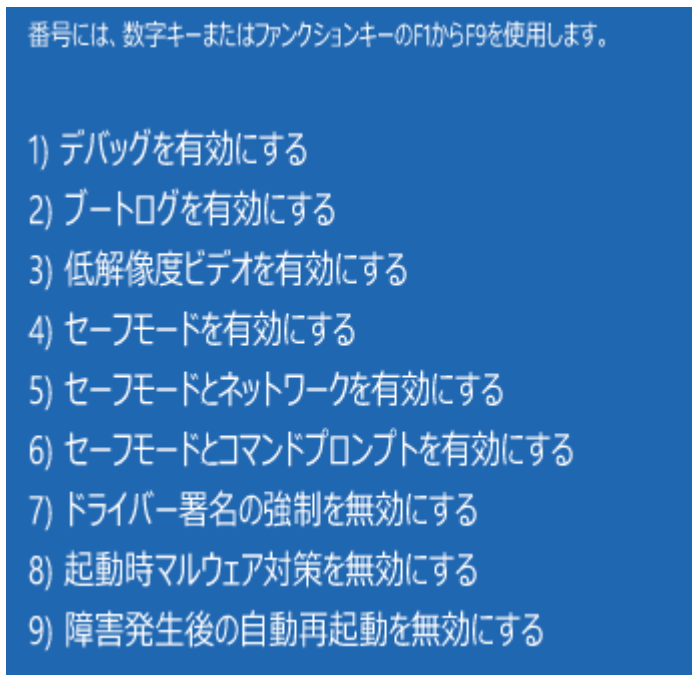 番号には、数字キーまたはファンクションキーのF1からF9を使用します。
1) デバッグを有効にする
2) ブートログを有効にする
3) 低解像度ビデオを有効にする
4) セーフモードを有効にする
5) セーフモードとネットワークを有効にする
6) セーフモードとコマンドプロンプトを有効にする
7) ドライバー署名の強制を無効にする
8) 起動時マルウェア対策を無効にする
9) 障害発生後の自動再起動を無効にする